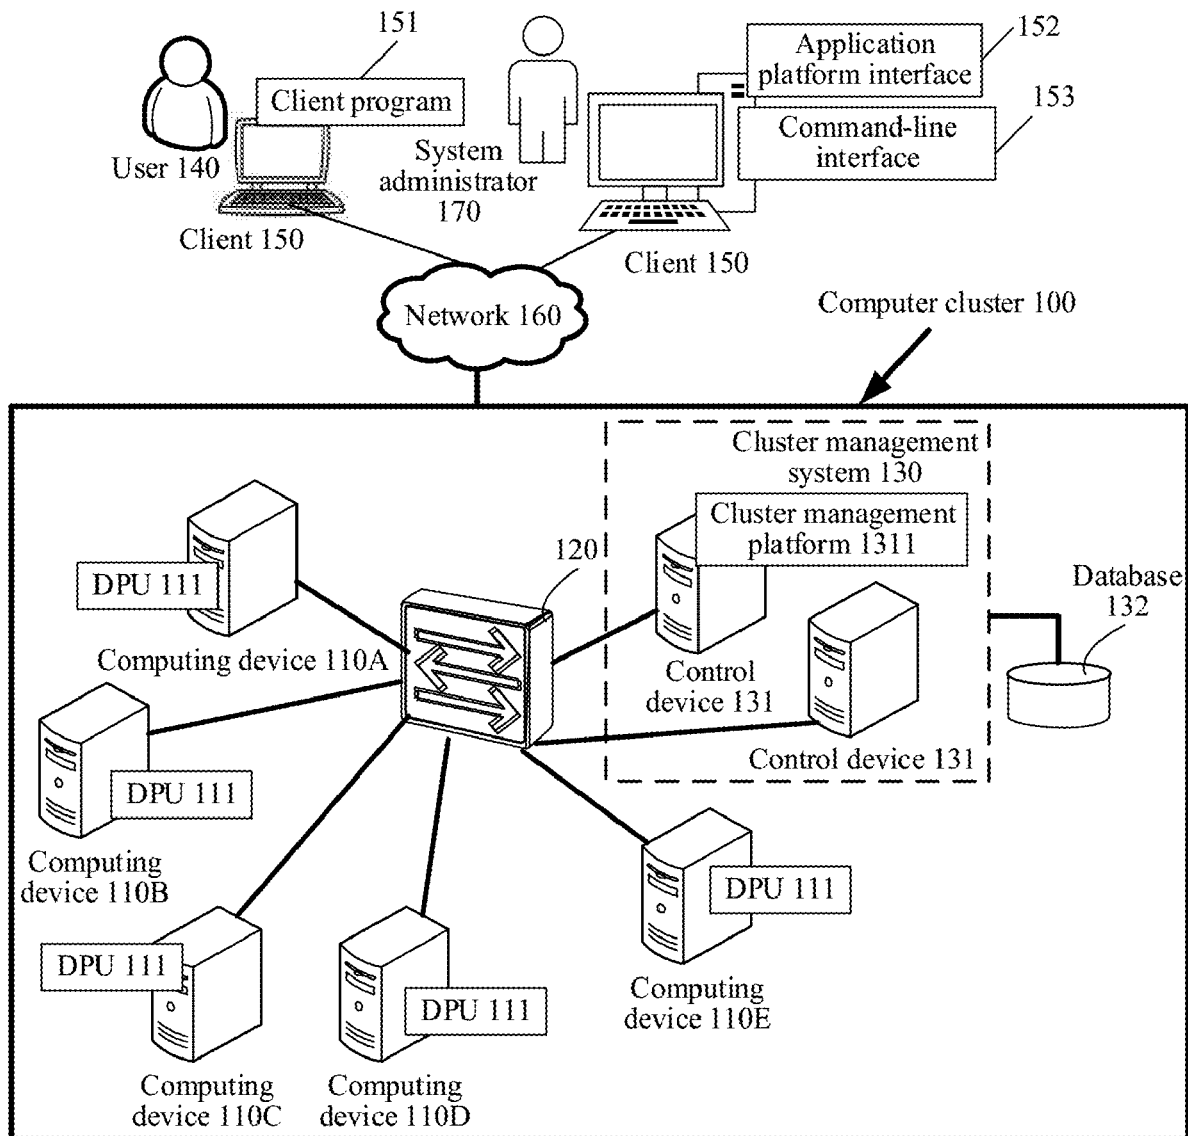 151
Client program
User 140
Client 150
System
administrator
170
Application
platform interface
152
Command-line
interface
153
Client 150
Network 160
Computer cluster 100
Cluster management
system 130
Cluster management
platform 1311
Control
device 131
Control device 131
Database
132
120
DPU 111
Computing device 110A
DPU 111
Computing
device 110B
DPU 111
Computing
device 110C
DPU 111
Computing
device 110D
DPU 111
Computing
device 110E